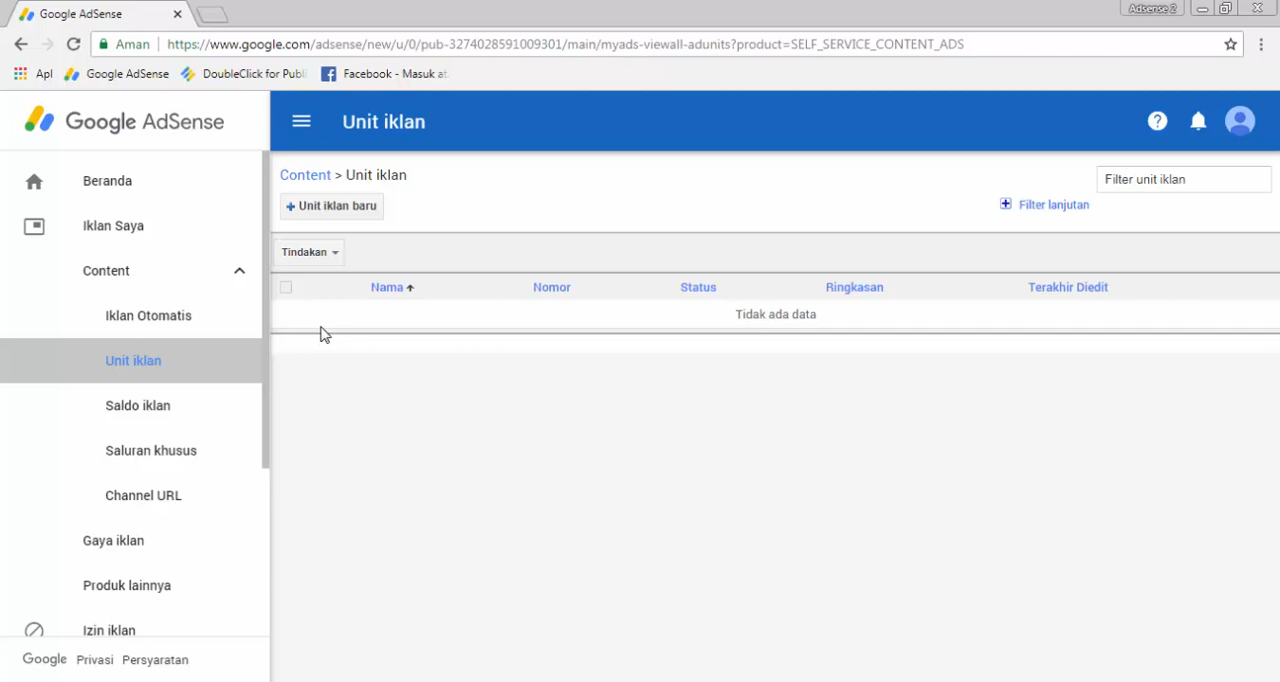 Google AdSense
Adsense 2
Aman
https://www.google.com/adsense/new/u/0/pub-3274028591009301/main/myads-viewall-adunits?product=SELF_SERVICE_CONTENT_ADS
Apl
Google AdSense
DoubleClick for Publi
Facebook - Masuk at
Google AdSense
Unit iklan
Beranda
Iklan Saya
Content
Iklan Otomatis
Unit iklan
Saldo iklan
Saluran khusus
Channel URL
Gaya iklan
Produk lainnya
Izin iklan
Google Privasi Persyaratan
Content > Unit iklan
Filter unit iklan
+ Unit iklan baru
Filter lanjutan
Tindakan
Nama Nomor Status Ringkasan Terakhir Diedit
Tidak ada data